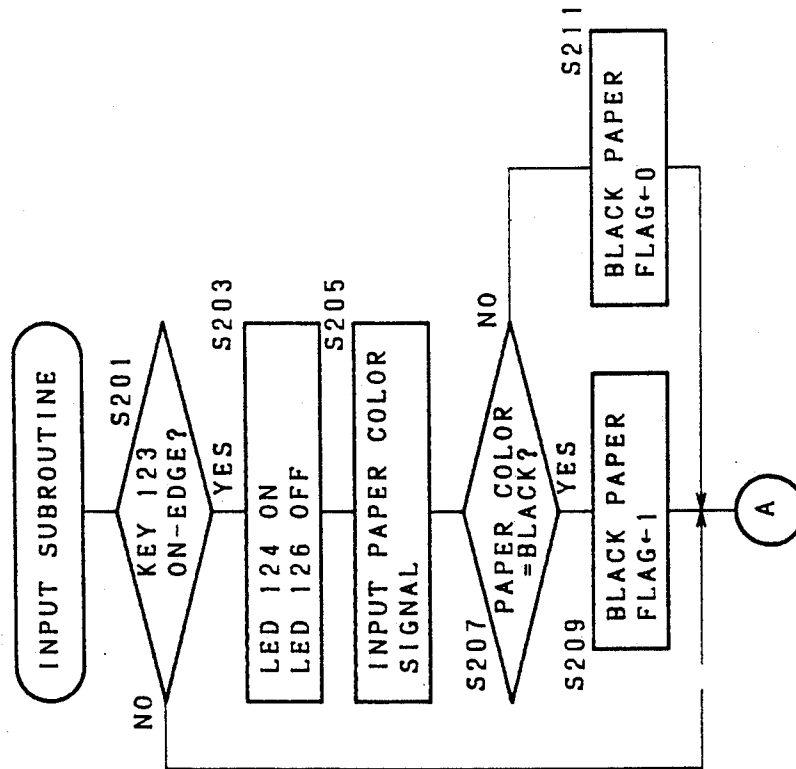 INPUT SUBROUTINE
S201
KEY 123
ON-EDGE?
NO
YES
S203
LED 124 ON
LED 126 OFF
S205
INPUT PAPER COLOR
SIGNAL
S207
PAPER COLOR
=BLACK?
NO
YES
S209
BLACK PAPER
FLAG←1
S211
BLACK PAPER
FLAG←0
A